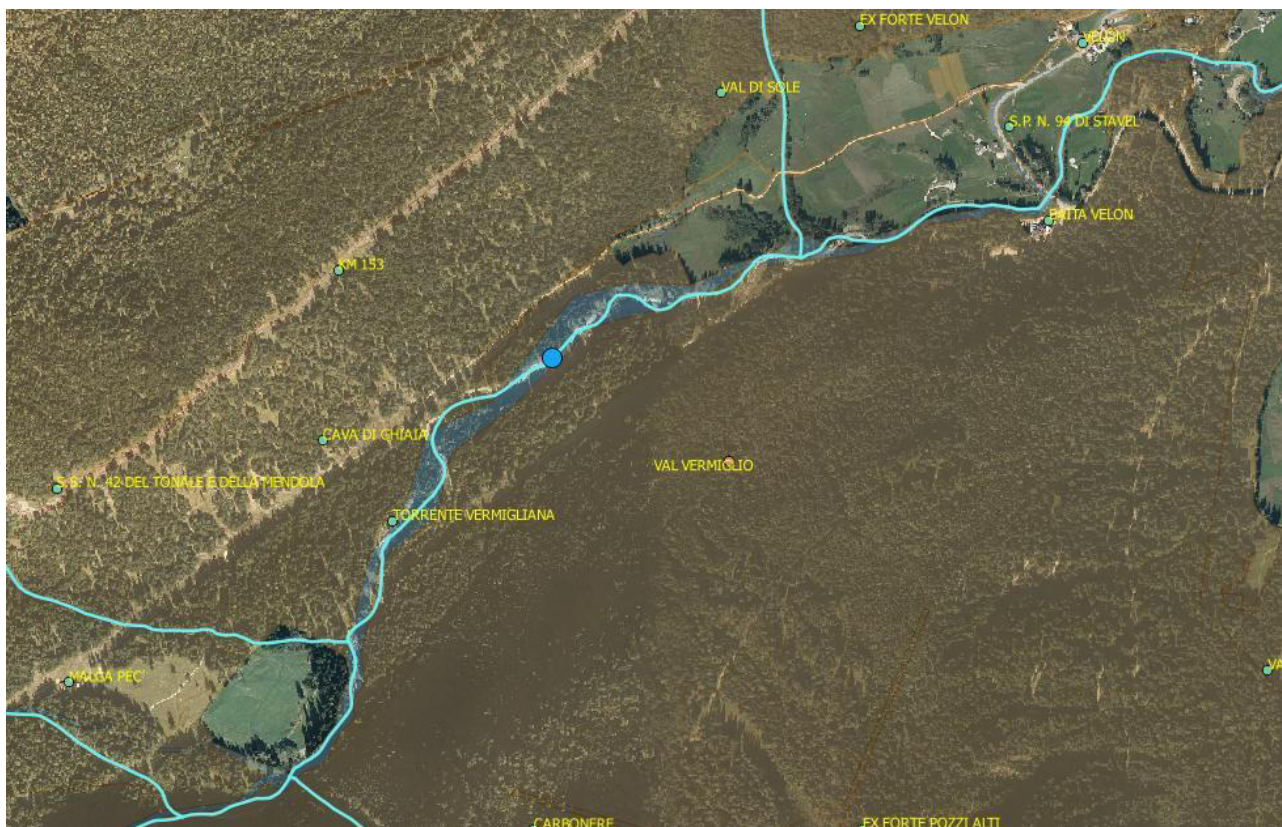 EX FORTE VELON
VELON
VAL DI SOLE
S.P. N. 94 DI STAVEL
BAITA VELON
KM 153
CAVA DI GHIAIA
VAL VERMIGLIO
S.S. N. 42 DEL TONALE E DELLA MENDOLA
TORRENTE VERMIGLIANA
MALGA PEC'
VA
CARBONERE
EX FORTE POZZI ALTI